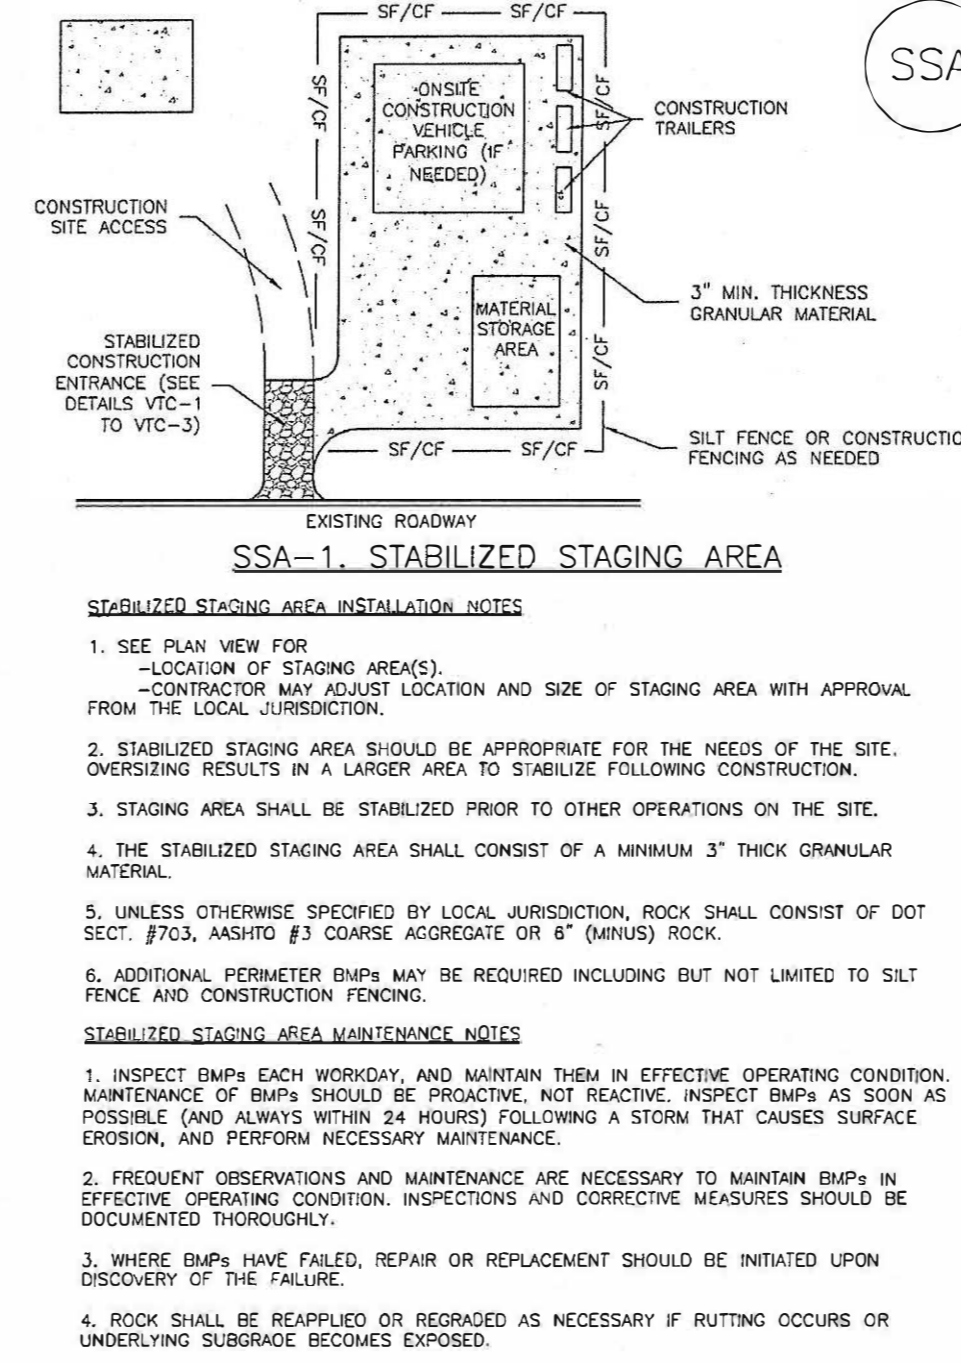 SF/CF SF/CF
SSA
SF/CF
ONSITE
CONSTRUCTION
VEHICLE
PARKING (IF
NEEDED)
SF/CF
CONSTRUCTION
TRAILERS
CONSTRUCTION
SITE ACCESS
SF/CF
SF/CF
3" MIN. THICKNESS
GRANULAR MATERIAL
MATERIAL
STORAGE
AREA
STABILIZED
CONSTRUCTION
ENTRANCE (SEE
DETAILS VTC-1
TO VTC-3)
SF/CF
SF/CF SF/CF
SILT FENCE OR CONSTRUCTIO
FENCING AS NEEDED
EXISTING ROADWAY
SSA-1. STABILIZED STAGING AREA
STABILIZED STAGING AREA INSTALLATION NOTES
1. SEE PLAN VIEW FOR
-LOCATION OF STAGING AREA(S).
-CONTRACTOR MAY ADJUST LOCATION AND SIZE OF STAGING AREA WITH APPROVAL
FROM THE LOCAL JURISDICTION.
2. STABILIZED STAGING AREA SHOULD BE APPROPRIATE FOR THE NEEDS OF THE SITE.
OVERSIZING RESULTS IN A LARGER AREA TO STABILIZE FOLLOWING CONSTRUCTION.
3. STAGING AREA SHALL BE STABILIZED PRIOR TO OTHER OPERATIONS ON THE SITE.
4. THE STABILIZED STAGING AREA SHALL CONSIST OF A MINIMUM 3" THICK GRANULAR
MATERIAL.
5. UNLESS OTHERWISE SPECIFIED BY LOCAL JURISDICTION, ROCK SHALL CONSIST OF DOT
SECT. #703, AASHTO #3 COARSE AGGREGATE OR 6" (MINUS) ROCK.
6. ADDITIONAL PERIMETER BMPs MAY BE REQUIRED INCLUDING BUT NOT LIMITED TO SILT
FENCE AND CONSTRUCTION FENCING.
STABILIZED STAGING AREA MAINTENANCE NOTES
1. INSPECT BMPs EACH WORKDAY, AND MAINTAIN THEM IN EFFECTIVE OPERATING CONDITION.
MAINTENANCE OF BMPs SHOULD BE PROACTIVE, NOT REACTIVE. INSPECT BMPs AS SOON AS
POSSIBLE (AND ALWAYS WITHIN 24 HOURS) FOLLOWING A STORM THAT CAUSES SURFACE
EROSION, AND PERFORM NECESSARY MAINTENANCE.
2. FREQUENT OBSERVATIONS AND MAINTENANCE ARE NECESSARY TO MAINTAIN BMPs IN
EFFECTIVE OPERATING CONDITION. INSPECTIONS AND CORRECTIVE MEASURES SHOULD BE
DOCUMENTED THOROUGHLY.
3. WHERE BMPs HAVE FAILED, REPAIR OR REPLACEMENT SHOULD BE INITIATED UPON
DISCOVERY OF THE FAILURE.
4. ROCK SHALL BE REAPPLIED OR REGRADED AS NECESSARY IF RUTTING OCCURS OR
UNDERLYING SUBGRADE BECOMES EXPOSED.